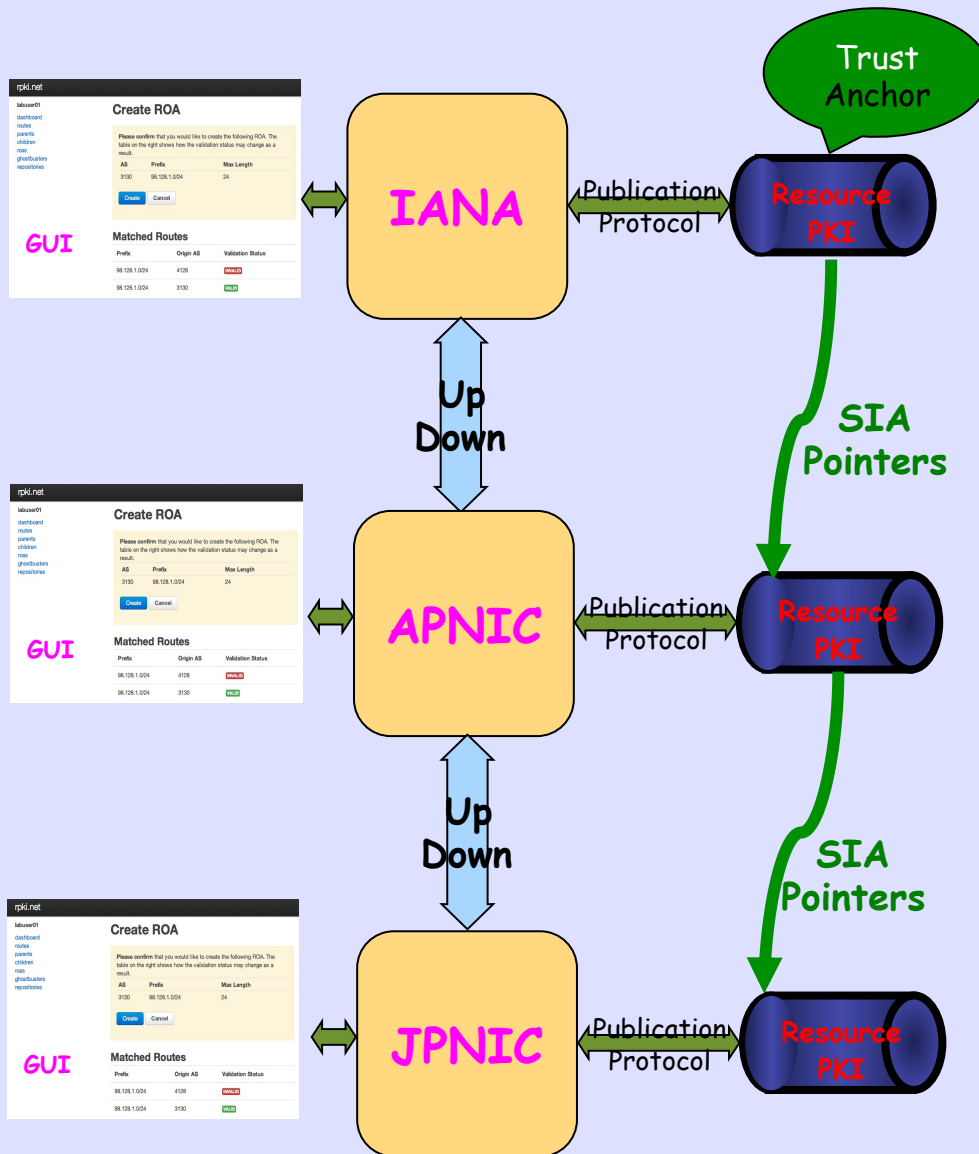 Trust
Anchor
rpki.net
labuser01
dashboard
routes
parents
children
roas
ghostbusters
repositories
GUI
Create ROA
Please confirm that you would like to create the following ROA. The
table on the right shows how the validation status may change as a
result.
AS Prefix Max Length
3130 98.128.1.0/24 24
Create Cancel
Matched Routes
Prefix Origin AS Validation Status
98.128.1.0/24 4128 INVALID
98.128.1.0/24 3130 VALID
IANA
Publication
Protocol
Resource
PKI
Up
Down
SIA
Pointers
rpki.net
labuser01
dashboard
routes
parents
children
roas
ghostbusters
repositories
GUI
Create ROA
Please confirm that you would like to create the following ROA. The
table on the right shows how the validation status may change as a
result.
AS Prefix Max Length
3130 98.128.1.0/24 24
Create Cancel
Matched Routes
Prefix Origin AS Validation Status
98.128.1.0/24 4128 INVALID
98.128.1.0/24 3130 VALID
APNIC
Publication
Protocol
Resource
PKI
Up
Down
SIA
Pointers
rpki.net
labuser01
dashboard
routes
parents
children
roas
ghostbusters
repositories
GUI
Create ROA
Please confirm that you would like to create the following ROA. The
table on the right shows how the validation status may change as a
result.
AS Prefix Max Length
3130 98.128.1.0/24 24
Create Cancel
Matched Routes
Prefix Origin AS Validation Status
98.128.1.0/24 4128 INVALID
98.128.1.0/24 3130 VALID
JPNIC
Publication
Protocol
Resource
PKI